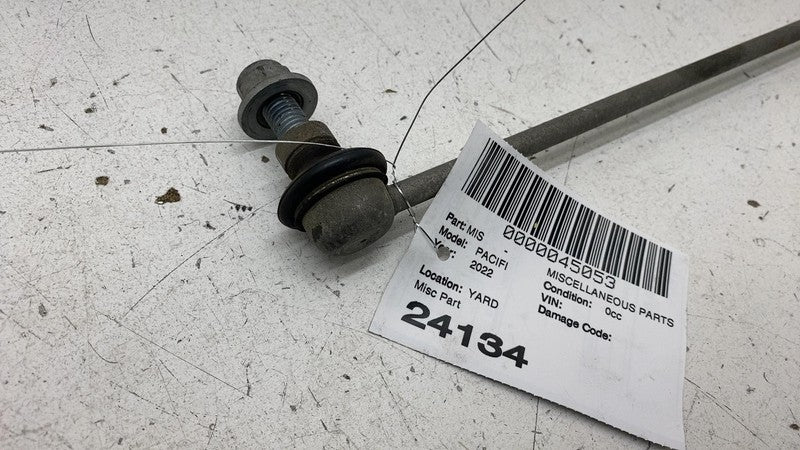 0000045053
Part: MIS - MISCELLANEOUS PARTS
Model: PACIFI Condition: 0cc
Year: 2022 VIN:
Damage Code:
Location: YARD
Misc Part
24134